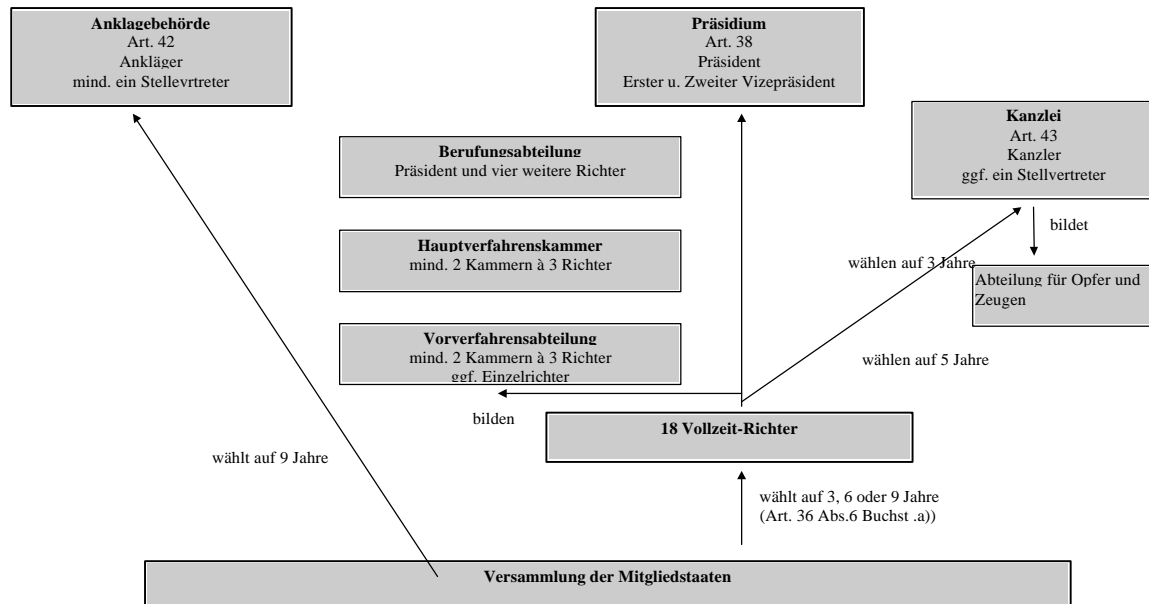 Anklagebehörde
Art. 42
Ankläger
mind. ein Stellevrtreter
Präsidium
Art. 38
Präsident
Erster u. Zweiter Vizepräsident
Kanzlei
Art. 43
Kanzler
ggf. ein Stellvertreter
Berufungsabteilung
Präsident und vier weitere Richter
bildet
Hauptverfahrenskammer
mind. 2 Kammern à 3 Richter
wählen auf 3 Jahre
Abteilung für Opfer und
Zeugen
Vorverfahrensabteilung
mind. 2 Kammern à 3 Richter
ggf. Einzelrichter
wählen auf 5 Jahre
bilden
18 Vollzeit-Richter
wählt auf 9 Jahre
wählt auf 3, 6 oder 9 Jahre
(Art. 36 Abs.6 Buchst .a))
Versammlung der Mitgliedstaaten